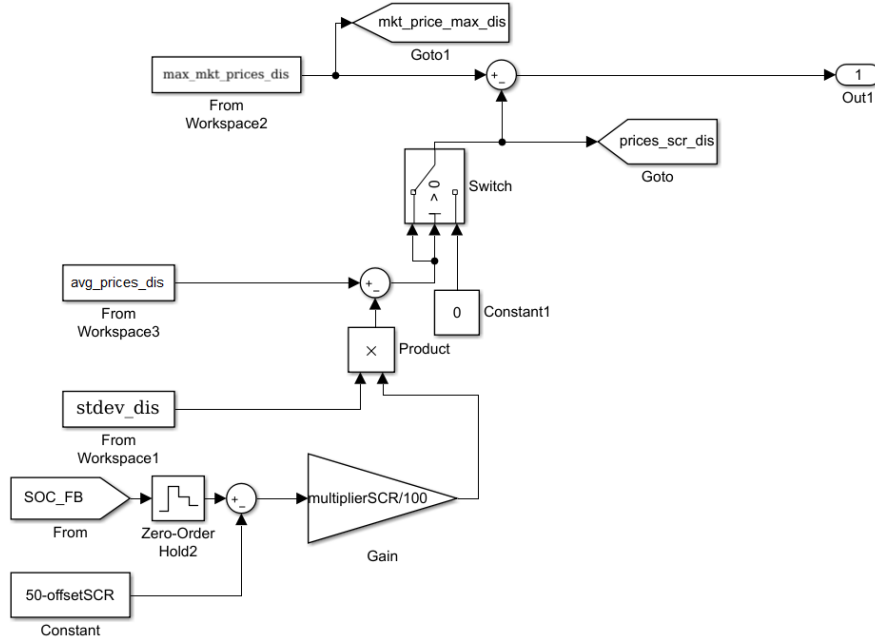 mkt_price_max_dis
Goto1
max_mkt_prices_dis
From
Workspace2
+
−
1
Out1
prices_scr_dis
Goto
Switch
> 0
avg_prices_dis
From
Workspace3
+
−
0
Constant1
×
Product
stdev_dis
From
Workspace1
SOC_FB
From
Zero-Order
Hold2
+
−
multiplierSCR/100
Gain
50-offsetSCR
Constant